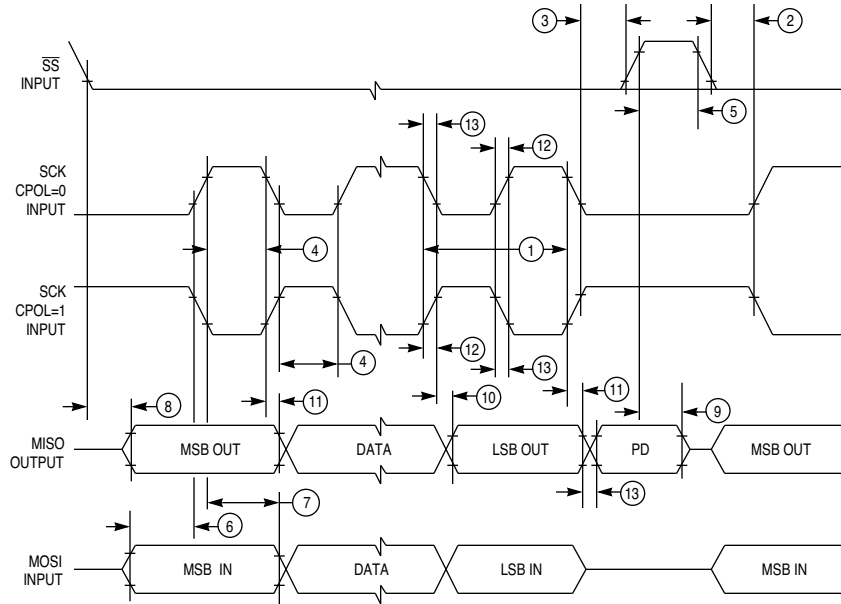 3
2
SS
INPUT
5
13
12
SCK
CPOL=0
INPUT
4
1
SCK
CPOL=1
INPUT
12
4
13
8
11
10
11
9
MISO
OUTPUT
MSB OUT
DATA
LSB OUT
PD
MSB OUT
13
7
6
MOSI
INPUT
MSB IN
DATA
LSB IN
MSB IN